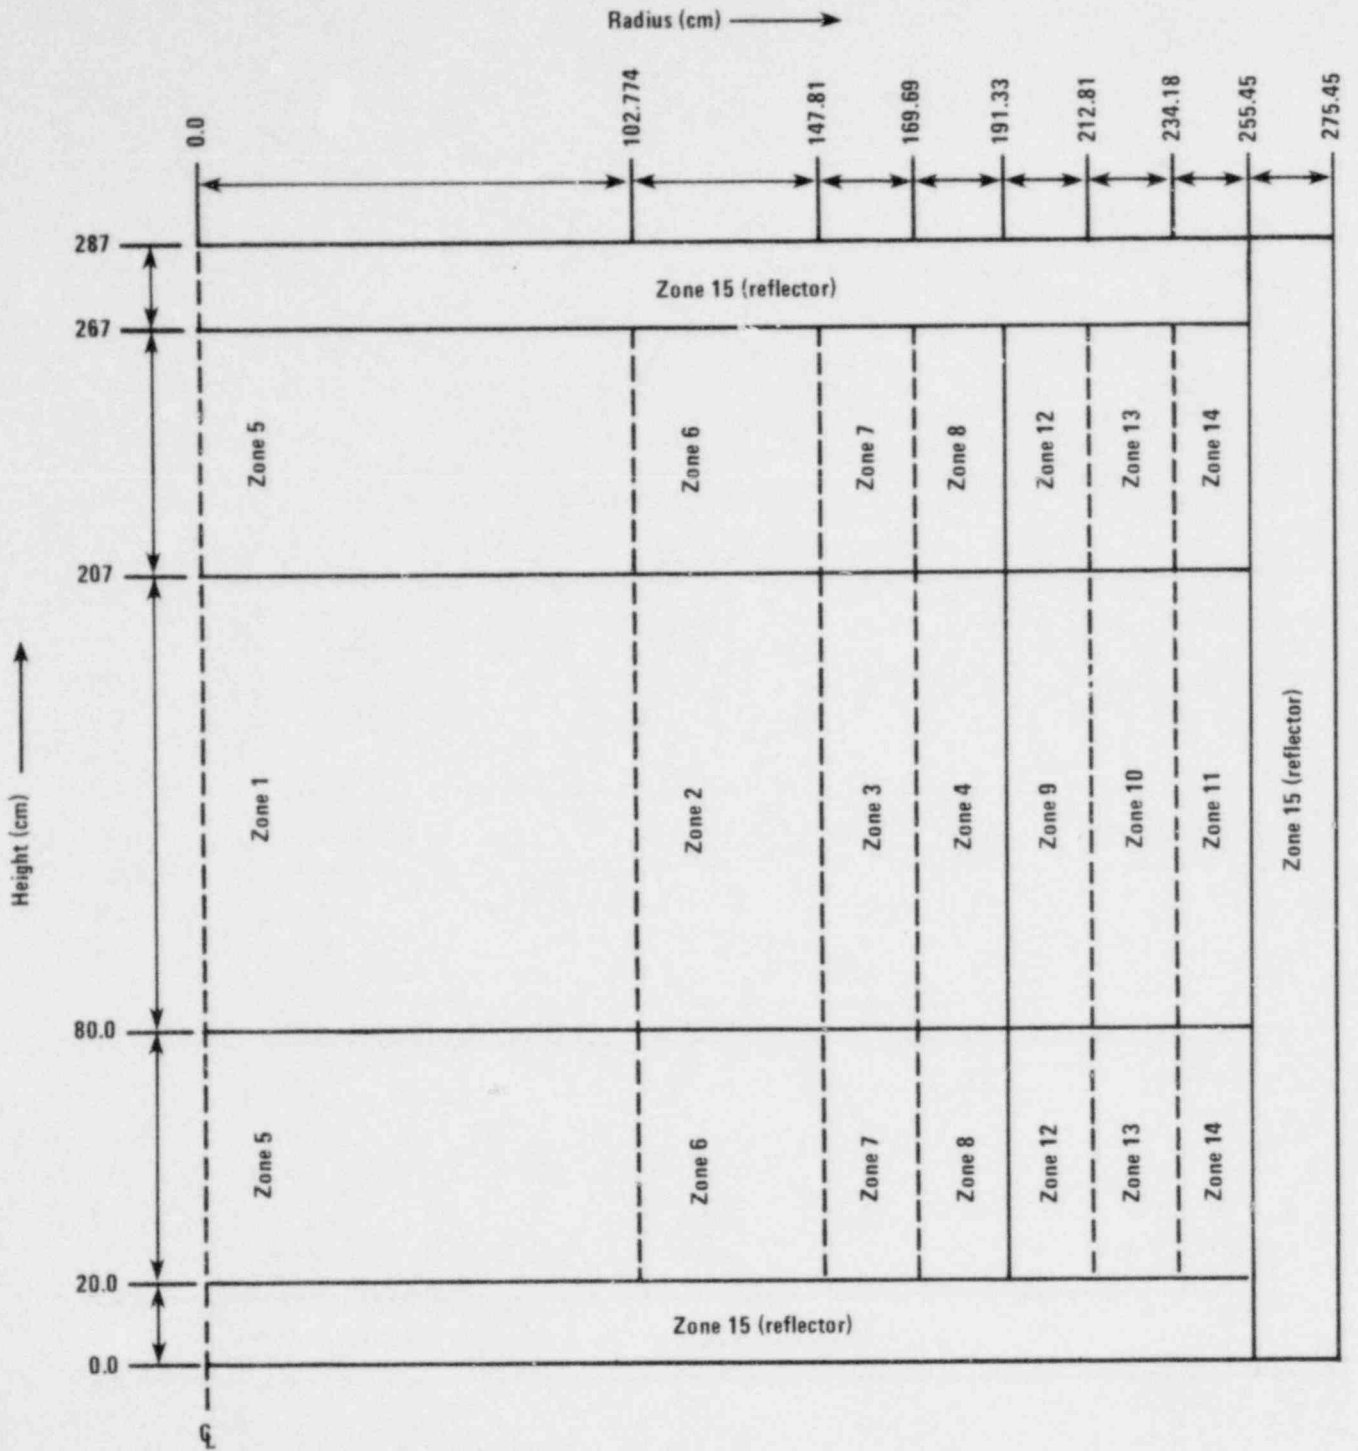 Radius (cm)
0.0
102.774
147.81
169.69
191.33
212.81
234.18
255.45
275.45
287
Zone 15 (reflector)
267
Zone 5
Zone 6
Zone 7
Zone 8
Zone 12
Zone 13
Zone 14
207
Height (cm)
Zone 1
Zone 2
Zone 3
Zone 4
Zone 9
Zone 10
Zone 11
Zone 15 (reflector)
80.0
Zone 5
Zone 6
Zone 7
Zone 8
Zone 12
Zone 13
Zone 14
20.0
Zone 15 (reflector)
0.0
℄